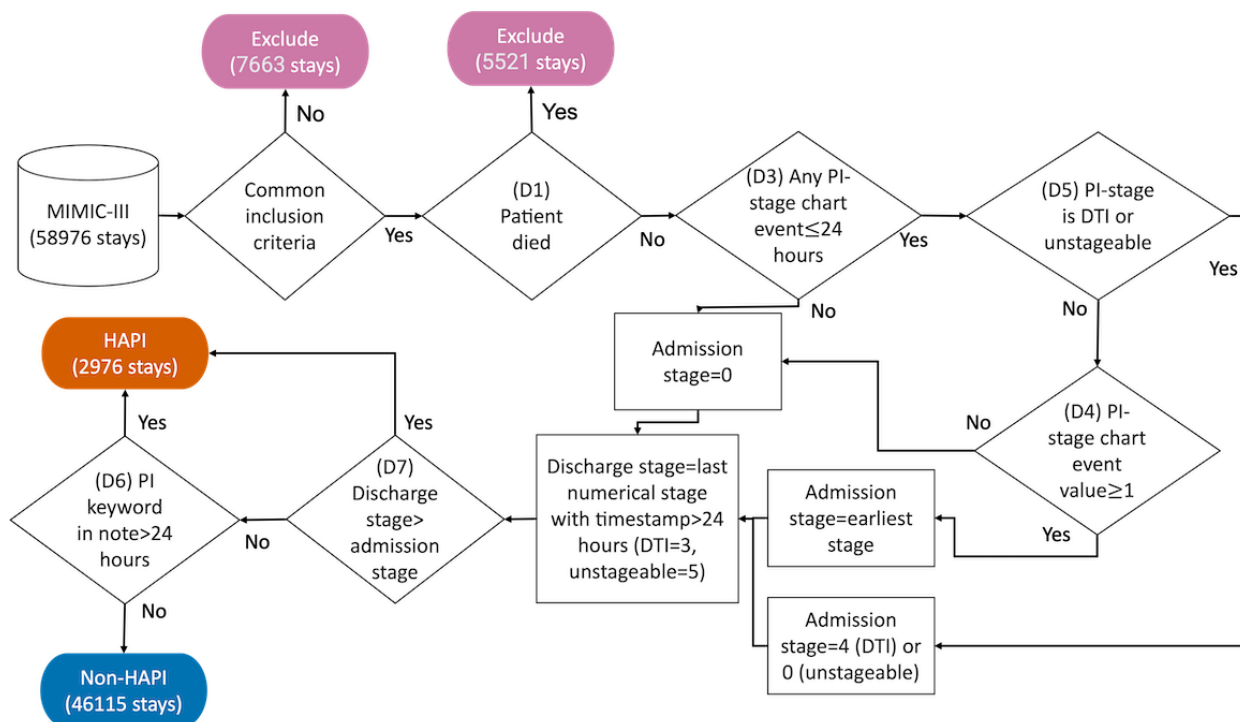 Exclude
(7663 stays)
Exclude
(5521 stays)
No
Yes
MIMIC-III
(58976 stays)
Common
inclusion
criteria
Yes
(D1)
Patient
died
No
(D3) Any PI-
stage chart
event≤24
hours
Yes
No
(D5) PI-stage
is DTI or
unstageable
Yes
No
Admission
stage=0
(D4) PI-
stage chart
event
value≥1
No
Yes
Admission
stage=earliest
stage
Admission
stage=4 (DTI) or
0 (unstageable)
Discharge stage=last
numerical stage
with timestamp>24
hours (DTI=3,
unstageable=5)
(D7)
Discharge
stage>
admission
stage
Yes
No
HAPI
(2976 stays)
Yes
(D6) PI
keyword
in note>24
hours
No
Non-HAPI
(46115 stays)